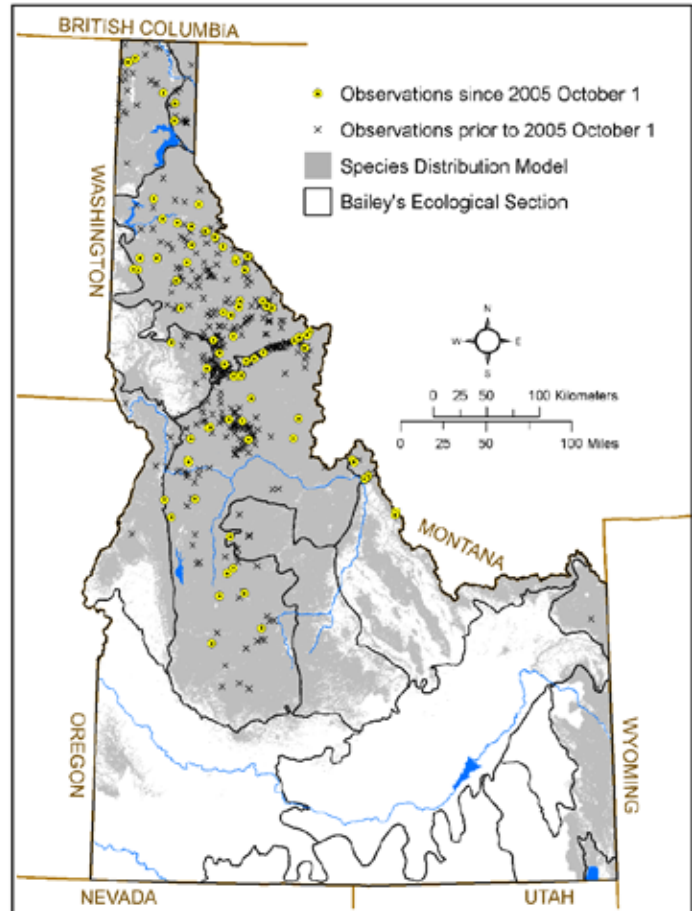 BRITISH COLUMBIA
Observations since 2005 October 1
Observations prior to 2005 October 1
Species Distribution Model
Bailey's Ecological Section
WASHINGTON
N
W E
S
0 25 50 100 Kilometers
0 25 50 100 Miles
MONTANA
OREGON
WYOMING
NEVADA
UTAH